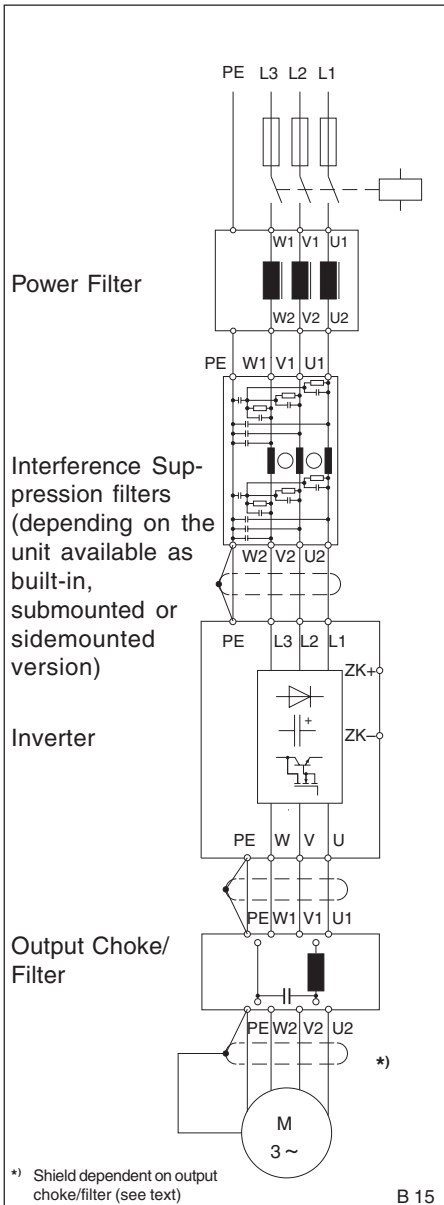 PE L3 L2 L1
W1 V1 U1
Power Filter
W2 V2 U2
PE W1 V1 U1
Interference Sup-
pression filters
(depending on the
unit available as
built-in,
submounted or
sidemounted
version)
W2 V2 U2
PE L3 L2 L1
ZK+
+
Inverter
ZK–
PE W V U
PE W1 V1 U1
Output Choke/
Filter
PE W2 V2 U2
*)
M
3 ~
*) Shield dependent on output
choke/filter (see text)
B 15